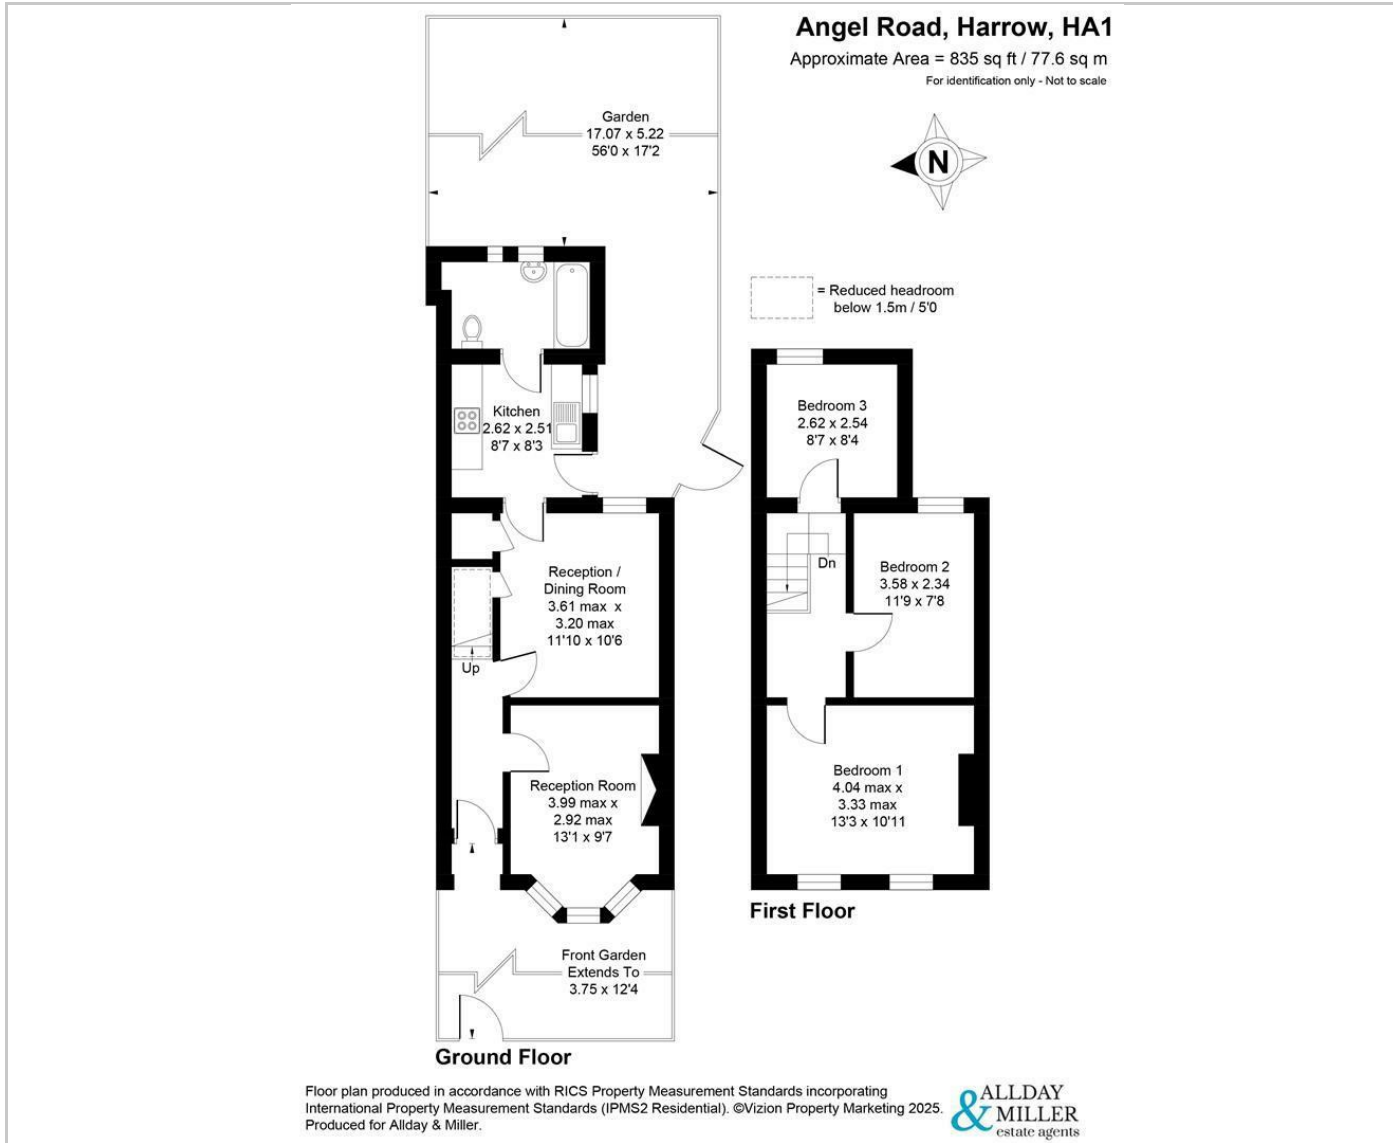 Angel Road, Harrow, HA1
Approximate Area = 835 sq ft / 77.6 sq m
For identification only - Not to scale
N
Garden
17.07 x 5.22
56'0 x 17'2
= Reduced headroom
below 1.5m / 5'0
Kitchen
2.62 x 2.51
8'7 x 8'3
Reception /
Dining Room
3.61 max x
3.20 max
11'10 x 10'6
Up
Reception Room
3.99 max x
2.92 max
13'1 x 9'7
Front Garden
Extends To
3.75 x 12'4
Ground Floor
Bedroom 3
2.62 x 2.54
8'7 x 8'4
Dn
Bedroom 2
3.58 x 2.34
11'9 x 7'8
Bedroom 1
4.04 max x
3.33 max
13'3 x 10'11
First Floor
Floor plan produced in accordance with RICS Property Measurement Standards incorporating
International Property Measurement Standards (IPMS2 Residential). ©Vizion Property Marketing 2025.
Produced for Allday & Miller.
ALLDAY
& MILLER
estate agents